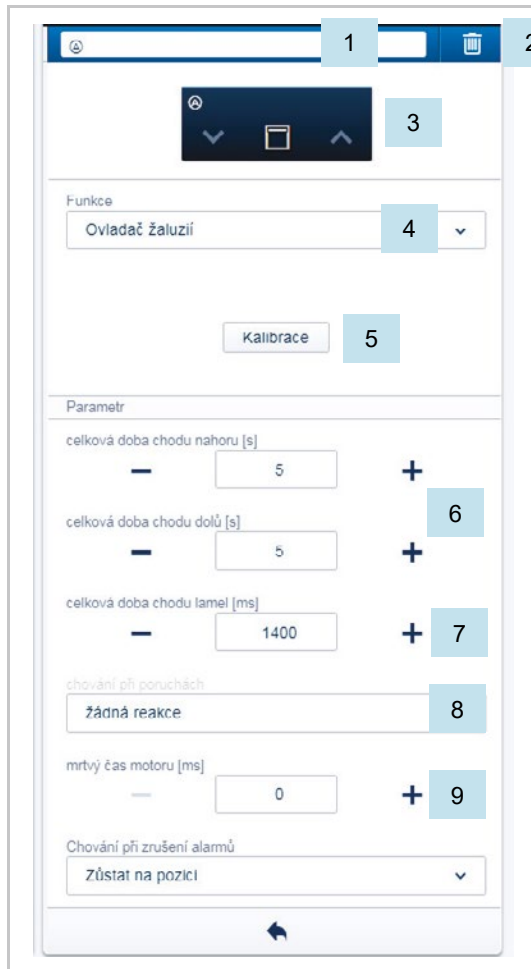 1
2
3
Funkce
Ovladač žaluzií
4
Kalibrace
5
Parametr
celková doba chodu nahoru [s]
5
6
celková doba chodu dolů [s]
5
celková doba chodu lamel [ms]
1400
7
chování při poruchách
žádná reakce
8
mrtvý čas motoru [ms]
0
9
Chování při zrušení alarmů
Zůstat na pozici